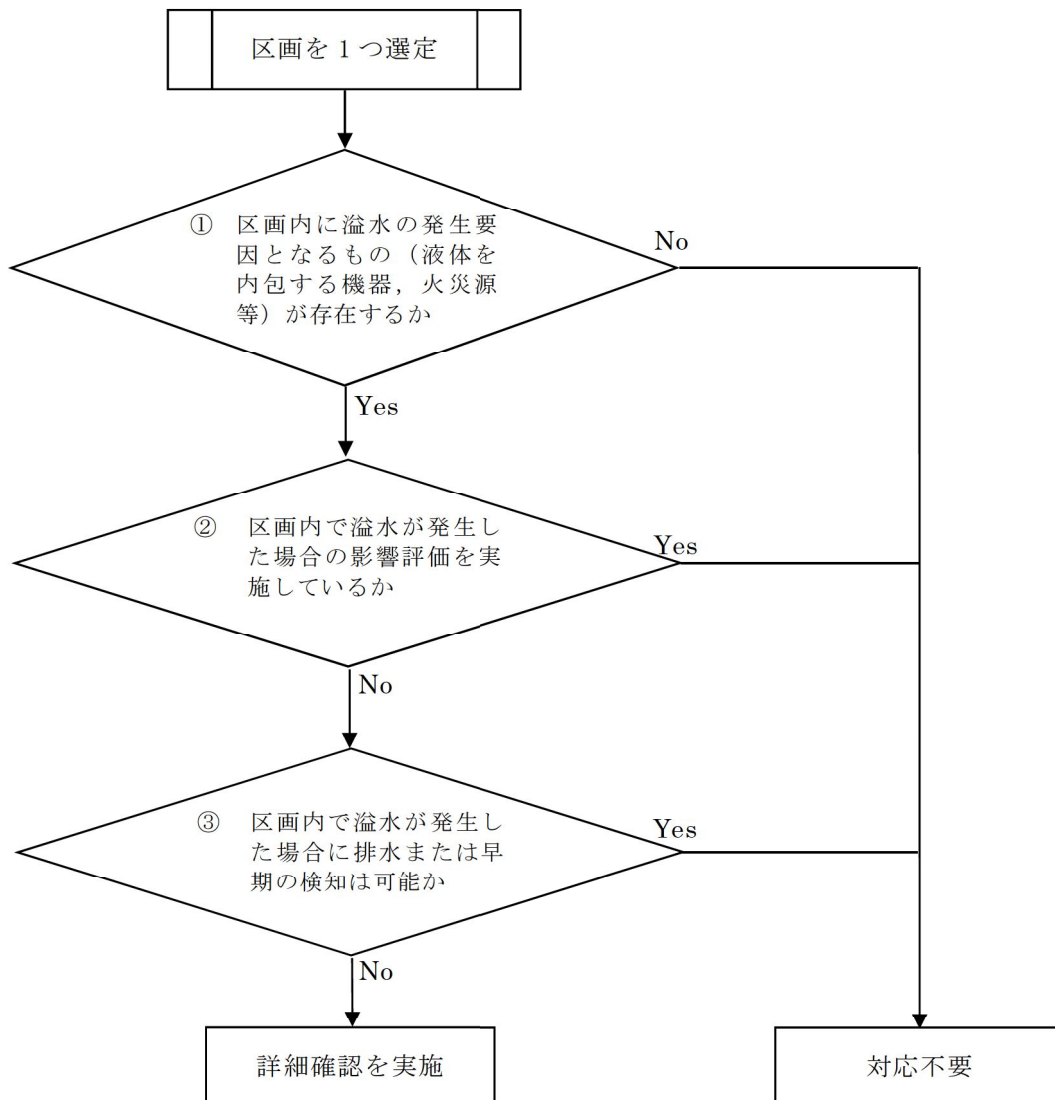 区画を１つ選定
① 区画内に溢水の発生要
因となるもの（液体を
内包する機器，火災源
等）が存在するか
No
Yes
② 区画内で溢水が発生し
た場合の影響評価を実
施しているか
Yes
No
③ 区画内で溢水が発生し
た場合に排水または早
期の検知は可能か
Yes
No
詳細確認を実施
対応不要